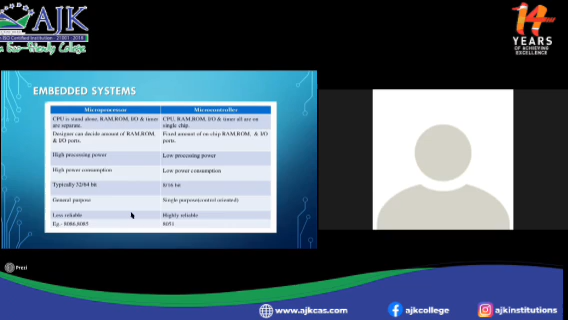 AJK
An ISO Certified Institution - 21001 : 2018
An Eco-Friendly College
14
YEARS
OF ACHIEVING
EXCELLENCE
EMBEDDED SYSTEMS
Microprocessor Microcontroller
CPU is stand alone, RAM,ROM, I/O & timer are separate. CPU, RAM,ROM, I/O & timer all are on single chip.
Designer can decide amount of RAM,ROM, & I/O ports. Fixed amount of on-chip RAM,ROM, & I/O ports.
High processing power Low processing power
High power consumption Low power consumption
Typically 32/64 bit 8/16 bit
General purpose Single purpose(control oriented)
Less reliable Highly reliable
Eg.- 8086,8085 8051
Prezi
www.ajkcas.com
ajkcollege
ajkinstitutions